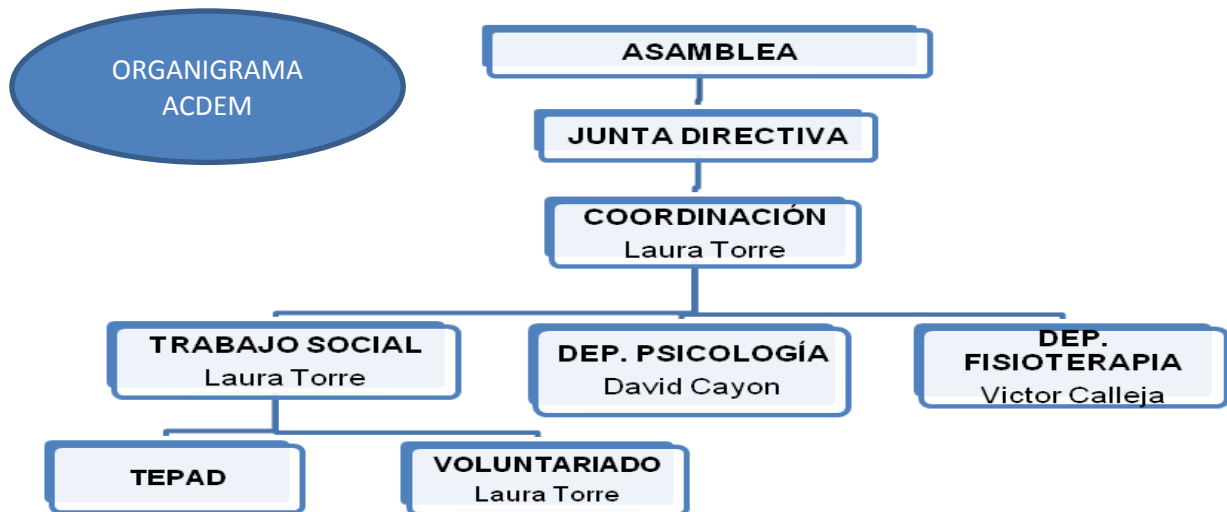 ORGANIGRAMA
ACDEM
ASAMBLEA
JUNTA DIRECTIVA
COORDINACIÓN
Laura Torre
TRABAJO SOCIAL
Laura Torre
DEP. PSICOLOGÍA
David Cayon
DEP.
FISIOTERAPIA
Victor Calleja
TEPAD
VOLUNTARIADO
Laura Torre